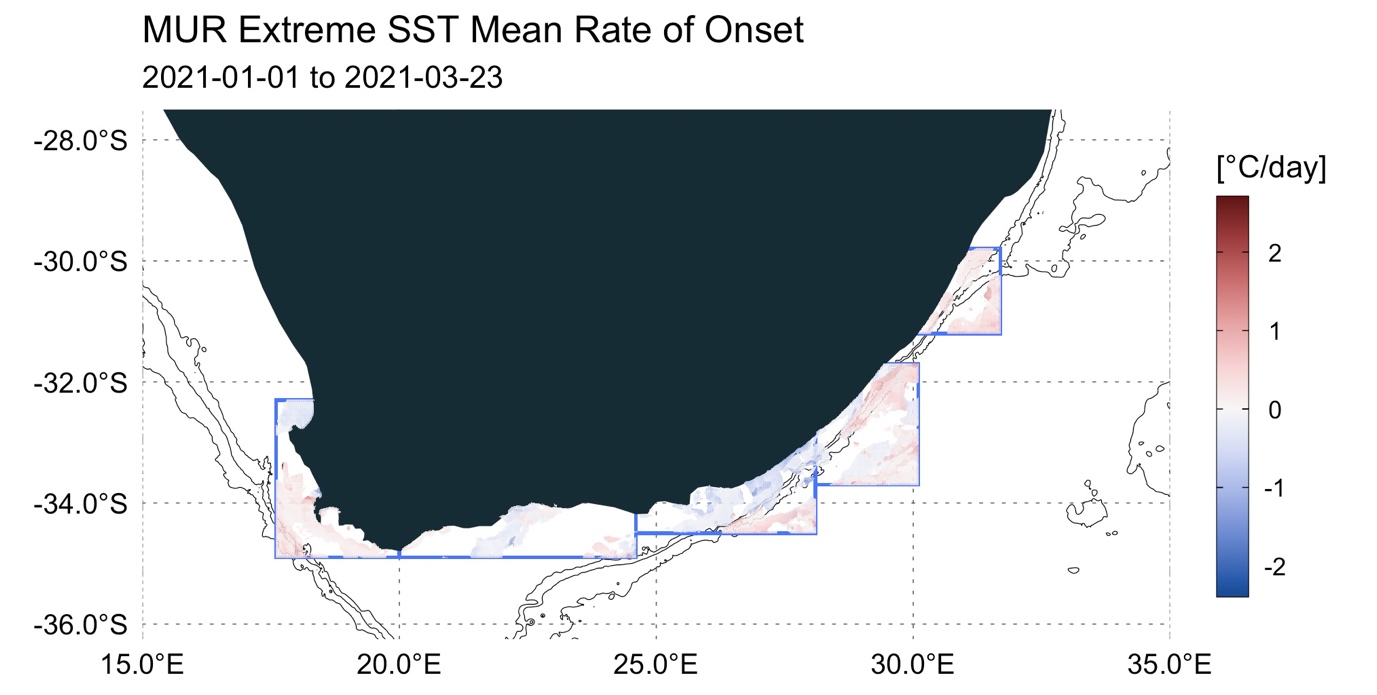 MUR Extreme SST Mean Rate of Onset
2021-01-01 to 2021-03-23
-28.0°S
-30.0°S
-32.0°S
-34.0°S
-36.0°S
15.0°E
20.0°E
25.0°E
30.0°E
35.0°E
[°C/day]
2
1
0
-1
-2